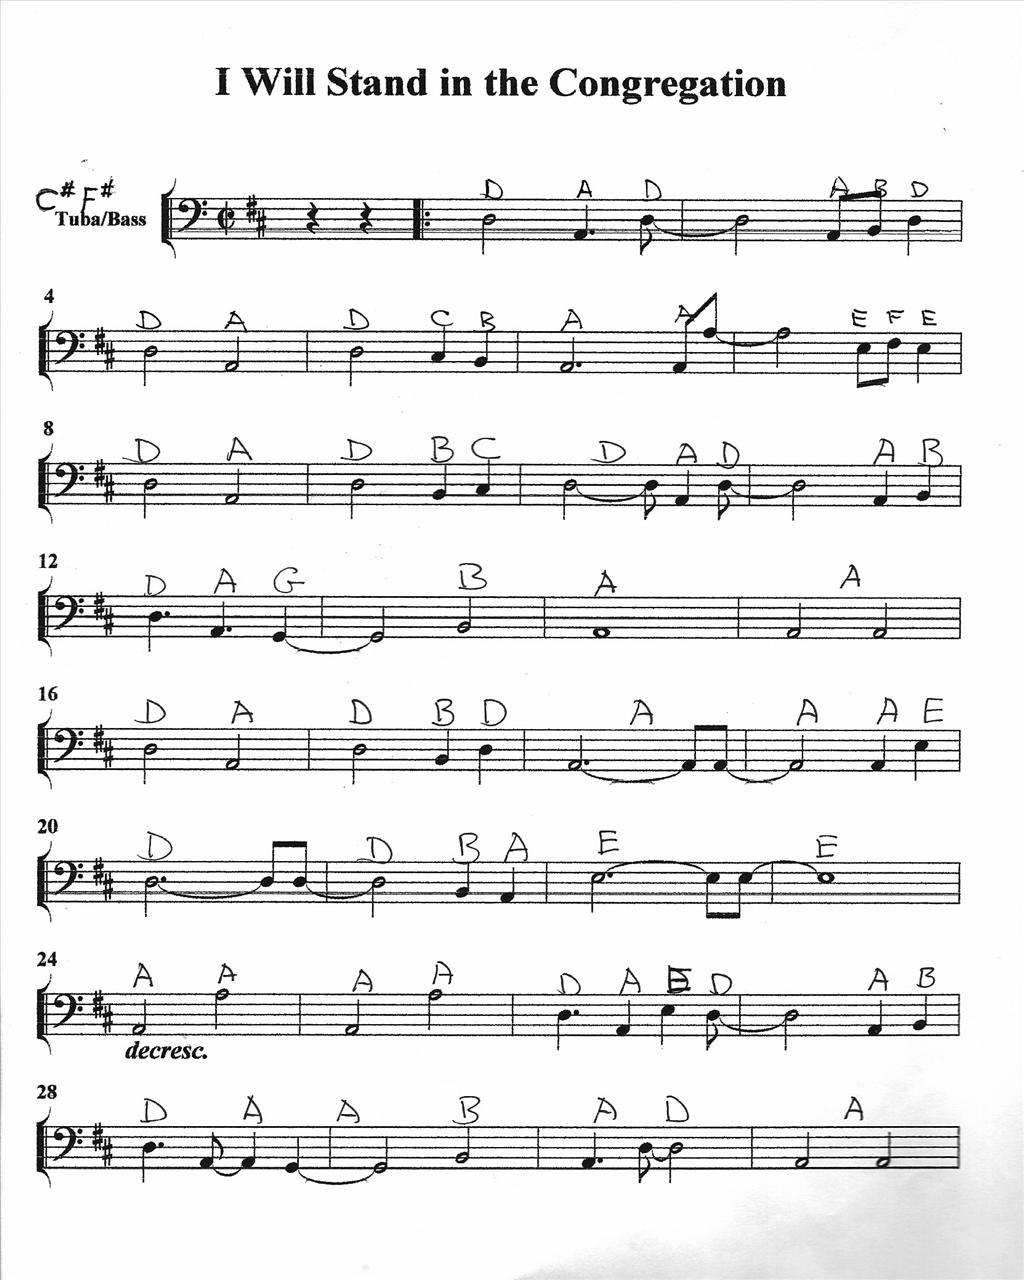 I Will Stand in the Congregation
C# F#
D A D A B D
Tuba/Bass
4
D A D C B A A E F E
8
D A D B C D A D A B
12
D A G B A A
16
D A D B D A A A E
20
D D B A E E
24
A A A A D A E D A B
decresc.
28
D A A B A D A